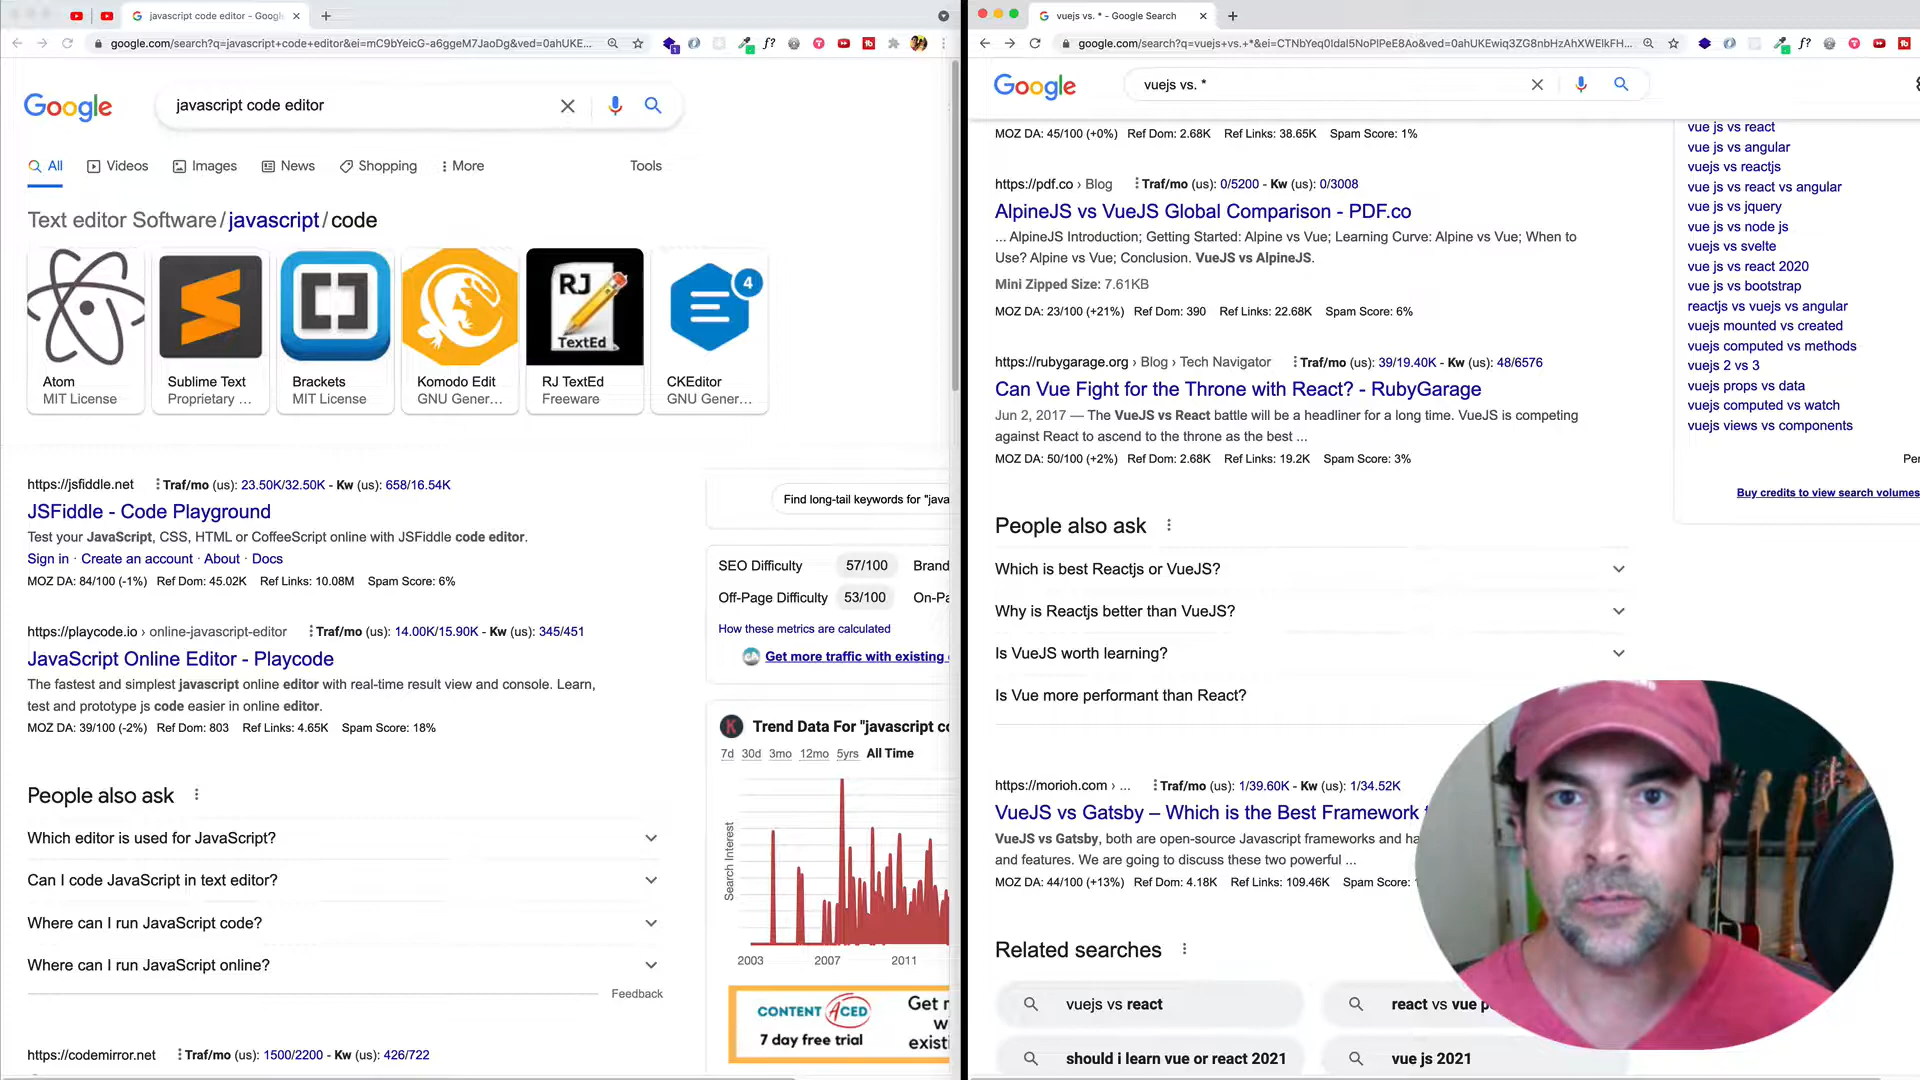 javascript code editor - Googl
google.com/search?q=javascript+code+editor&ei=mC9bYeicG-a6ggeM7JaoDg&ved=0ahUKE...
Google
javascript code editor
All
Videos
Images
News
Shopping
More
Tools
Text editor Software/javascript/code
Atom
MIT License
Sublime Text
Proprietary ...
Brackets
MIT License
Komodo Edit
GNU Gener...
RJ
TextEd
RJ TextEd
Freeware
4
CKEditor
GNU Gener...
https://jsfiddle.net
Traf/mo (us): 23.50K/32.50K - Kw (us): 658/16.54K
JSFiddle - Code Playground
Test your JavaScript, CSS, HTML or CoffeeScript online with JSFiddle code editor.
Sign in · Create an account · About · Docs
MOZ DA: 84/100 (-1%) Ref Dom: 45.02K Ref Links: 10.08M Spam Score: 6%
https://playcode.io › online-javascript-editor
Traf/mo (us): 14.00K/15.90K - Kw (us): 345/451
JavaScript Online Editor - Playcode
The fastest and simplest javascript online editor with real-time result view and console. Learn,
test and prototype js code easier in online editor.
MOZ DA: 39/100 (-2%) Ref Dom: 803 Ref Links: 4.65K Spam Score: 18%
People also ask
Which editor is used for JavaScript?
Can I code JavaScript in text editor?
Where can I run JavaScript code?
Where can I run JavaScript online?
Feedback
https://codemirror.net
Traf/mo (us): 1500/2200 - Kw (us): 426/722
Find long-tail keywords for "java
SEO Difficulty 57/100 Brand
Off-Page Difficulty 53/100 On-Pa
How these metrics are calculated
Get more traffic with existing
K
Trend Data For "javascript co
7d 30d 3mo 12mo 5yrs All Time
Search Interest
2003 2007 2011
CONTENT ACED
7 day free trial
Get m
w
existi
vuejs vs. * - Google Search
google.com/search?q=vuejs+vs.+*&ei=CTNbYeq0Idal5NoPlPeE8Ao&ved=0ahUKEwiq3ZG8nbHzAhXWElkFH...
Google
vuejs vs. *
MOZ DA: 45/100 (+0%) Ref Dom: 2.68K Ref Links: 38.65K Spam Score: 1%
https://pdf.co › Blog
Traf/mo (us): 0/5200 - Kw (us): 0/3008
AlpineJS vs VueJS Global Comparison - PDF.co
... AlpineJS Introduction; Getting Started: Alpine vs Vue; Learning Curve: Alpine vs Vue; When to
Use? Alpine vs Vue; Conclusion. VueJS vs AlpineJS.
Mini Zipped Size: 7.61KB
MOZ DA: 23/100 (+21%) Ref Dom: 390 Ref Links: 22.68K Spam Score: 6%
https://rubygarage.org › Blog › Tech Navigator
Traf/mo (us): 39/19.40K - Kw (us): 48/6576
Can Vue Fight for the Throne with React? - RubyGarage
Jun 2, 2017 — The VueJS vs React battle will be a headliner for a long time. VueJS is competing
against React to ascend to the throne as the best ...
MOZ DA: 50/100 (+2%) Ref Dom: 2.68K Ref Links: 19.2K Spam Score: 3%
People also ask
Which is best Reactjs or VueJS?
Why is Reactjs better than VueJS?
Is VueJS worth learning?
Is Vue more performant than React?
https://morioh.com › ...
Traf/mo (us): 1/39.60K - Kw (us): 1/34.52K
VueJS vs Gatsby – Which is the Best Framework
VueJS vs Gatsby, both are open-source Javascript frameworks and ha
and features. We are going to discuss these two powerful ...
MOZ DA: 44/100 (+13%) Ref Dom: 4.18K Ref Links: 109.46K Spam Score:
Related searches
vuejs vs react
react vs vue p
should i learn vue or react 2021
vue js 2021
vue js vs react
vue js vs angular
vuejs vs reactjs
vue js vs react vs angular
vue js vs jquery
vue js vs node js
vuejs vs svelte
vue js vs react 2020
vue js vs bootstrap
reactjs vs vuejs vs angular
vuejs mounted vs created
vuejs computed vs methods
vuejs 2 vs 3
vuejs props vs data
vuejs computed vs watch
vuejs views vs components
Per
Buy credits to view search volumes